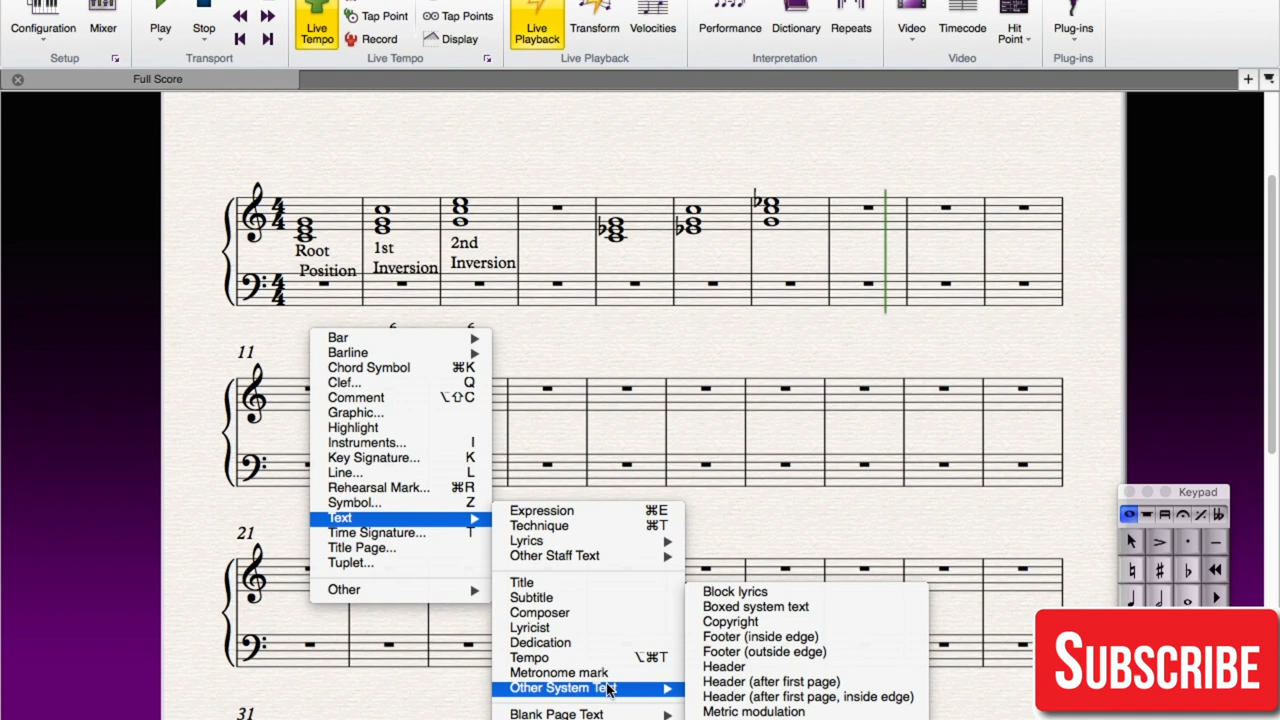 Configuration
Mixer
Play
Stop
Live
Tempo
Tap Point
Record
Tap Points
Display
Live
Playback
Transform
Velocities
Performance
Dictionary
Repeats
Video
Timecode
Hit
Point
Plug-ins
Setup
Transport
Live Tempo
Live Playback
Interpretation
Video
Plug-ins
Full Score
Root
Position
1st
Inversion
2nd
Inversion
6
6
11
21
31
Bar
Barline
Chord Symbol ⌘K
Clef... Q
Comment ⌥⇧C
Graphic...
Highlight
Instruments... I
Key Signature... K
Line... L
Rehearsal Mark... ⌘R
Symbol... Z
Text
Time Signature... T
Title Page...
Tuplet...
Other
Expression ⌘E
Technique ⌘T
Lyrics
Other Staff Text
Title
Subtitle
Composer
Lyricist
Dedication
Tempo ⌥⌘T
Metronome mark
Other System Text
Blank Page Text
Block lyrics
Boxed system text
Copyright
Footer (inside edge)
Footer (outside edge)
Header
Header (after first page)
Header (after first page, inside edge)
Metric modulation
Keypad
SUBSCRIBE